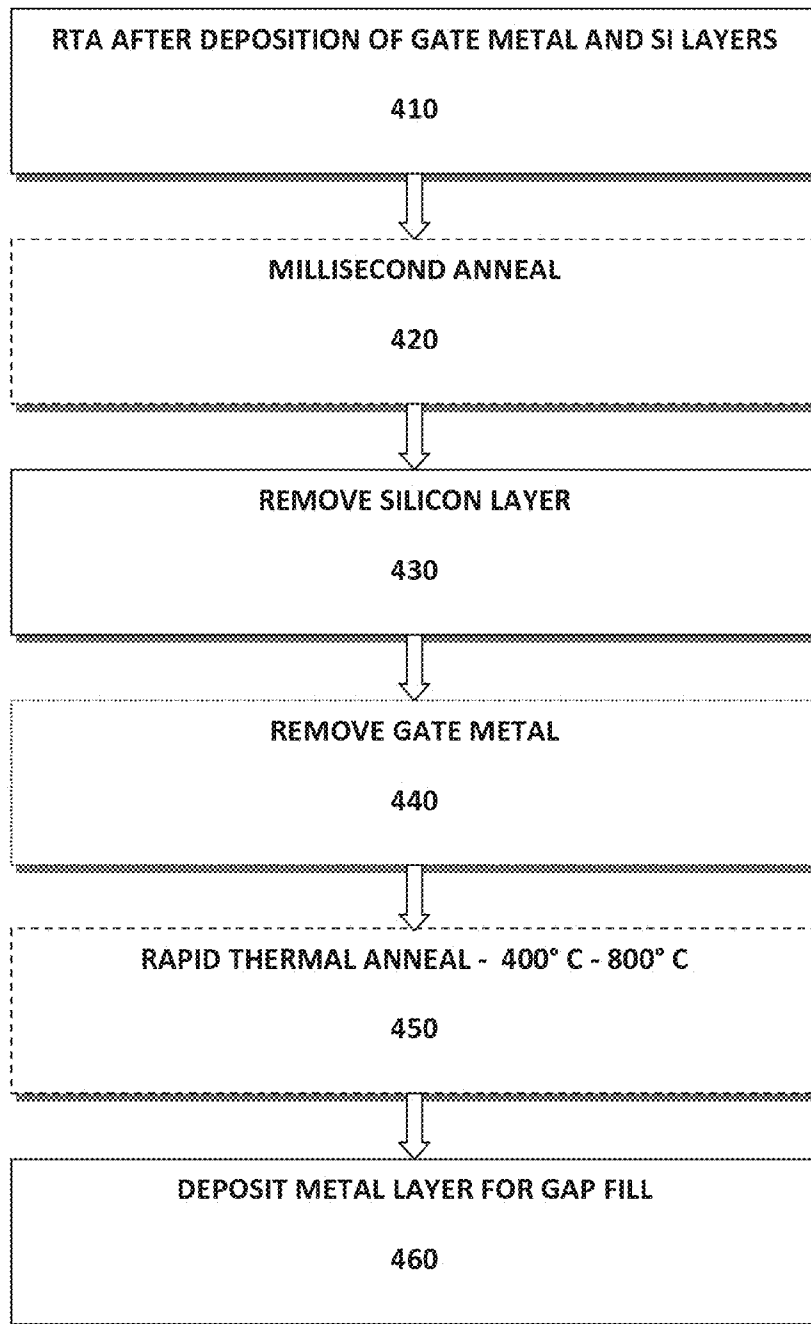 RTA AFTER DEPOSITION OF GATE METAL AND SI LAYERS
410
MILLISECOND ANNEAL
420
REMOVE SILICON LAYER
430
REMOVE GATE METAL
440
RAPID THERMAL ANNEAL - 400° C - 800° C
450
DEPOSIT METAL LAYER FOR GAP FILL
460